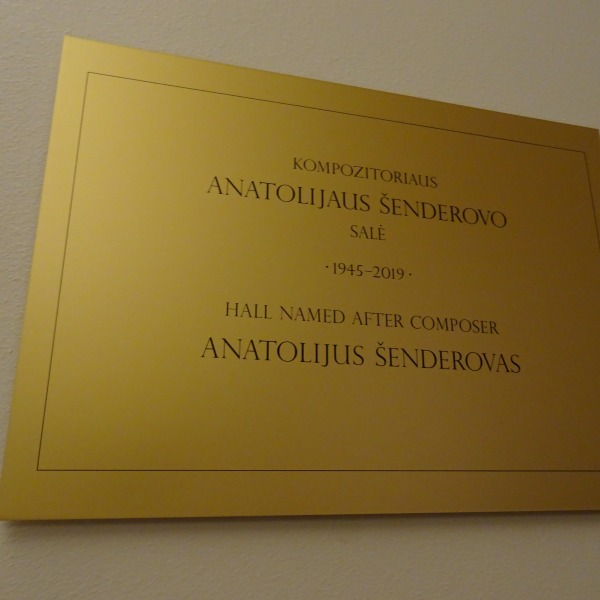 KOMPOZITORIAUS
ANATOLIJAUS ŠENDEROVO
SALĖ
· 1945–2019 ·
HALL NAMED AFTER COMPOSER
ANATOLIJUS ŠENDEROVAS